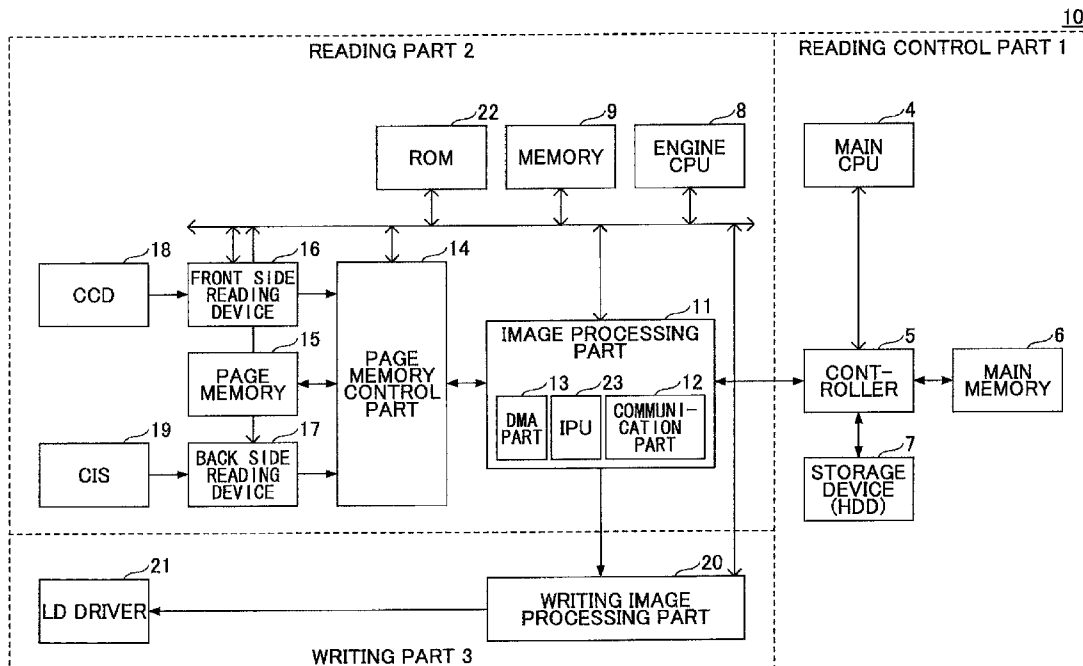 10
READING PART 2
READING CONTROL PART 1
22
ROM
9
MEMORY
8
ENGINE
CPU
4
MAIN
CPU
18
CCD
16
FRONT SIDE
READING
DEVICE
14
PAGE
MEMORY
CONTROL
PART
15
PAGE
MEMORY
19
CIS
17
BACK SIDE
READING
DEVICE
11
IMAGE PROCESSING
PART
13
DMA
PART
23
IPU
12
COMMUNI-
CATION
PART
5
CONT-
ROLLER
6
MAIN
MEMORY
7
STORAGE
DEVICE
(HDD)
21
LD DRIVER
20
WRITING IMAGE
PROCESSING PART
WRITING PART 3